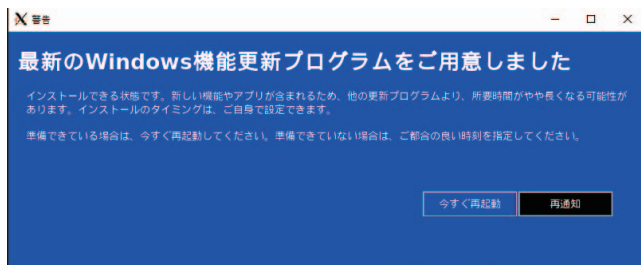 警告
最新のWindows機能更新プログラムをご用意しました
インストールできる状態です。新しい機能やアプリが含まれるため、他の更新プログラムより、所要時間がやや長くなる可能性が
あります。インストールのタイミングは、ご自身で設定できます。
準備できている場合は、今すぐ再起動してください。準備できていない場合は、ご都合の良い時刻を指定してください。
今すぐ再起動 再通知